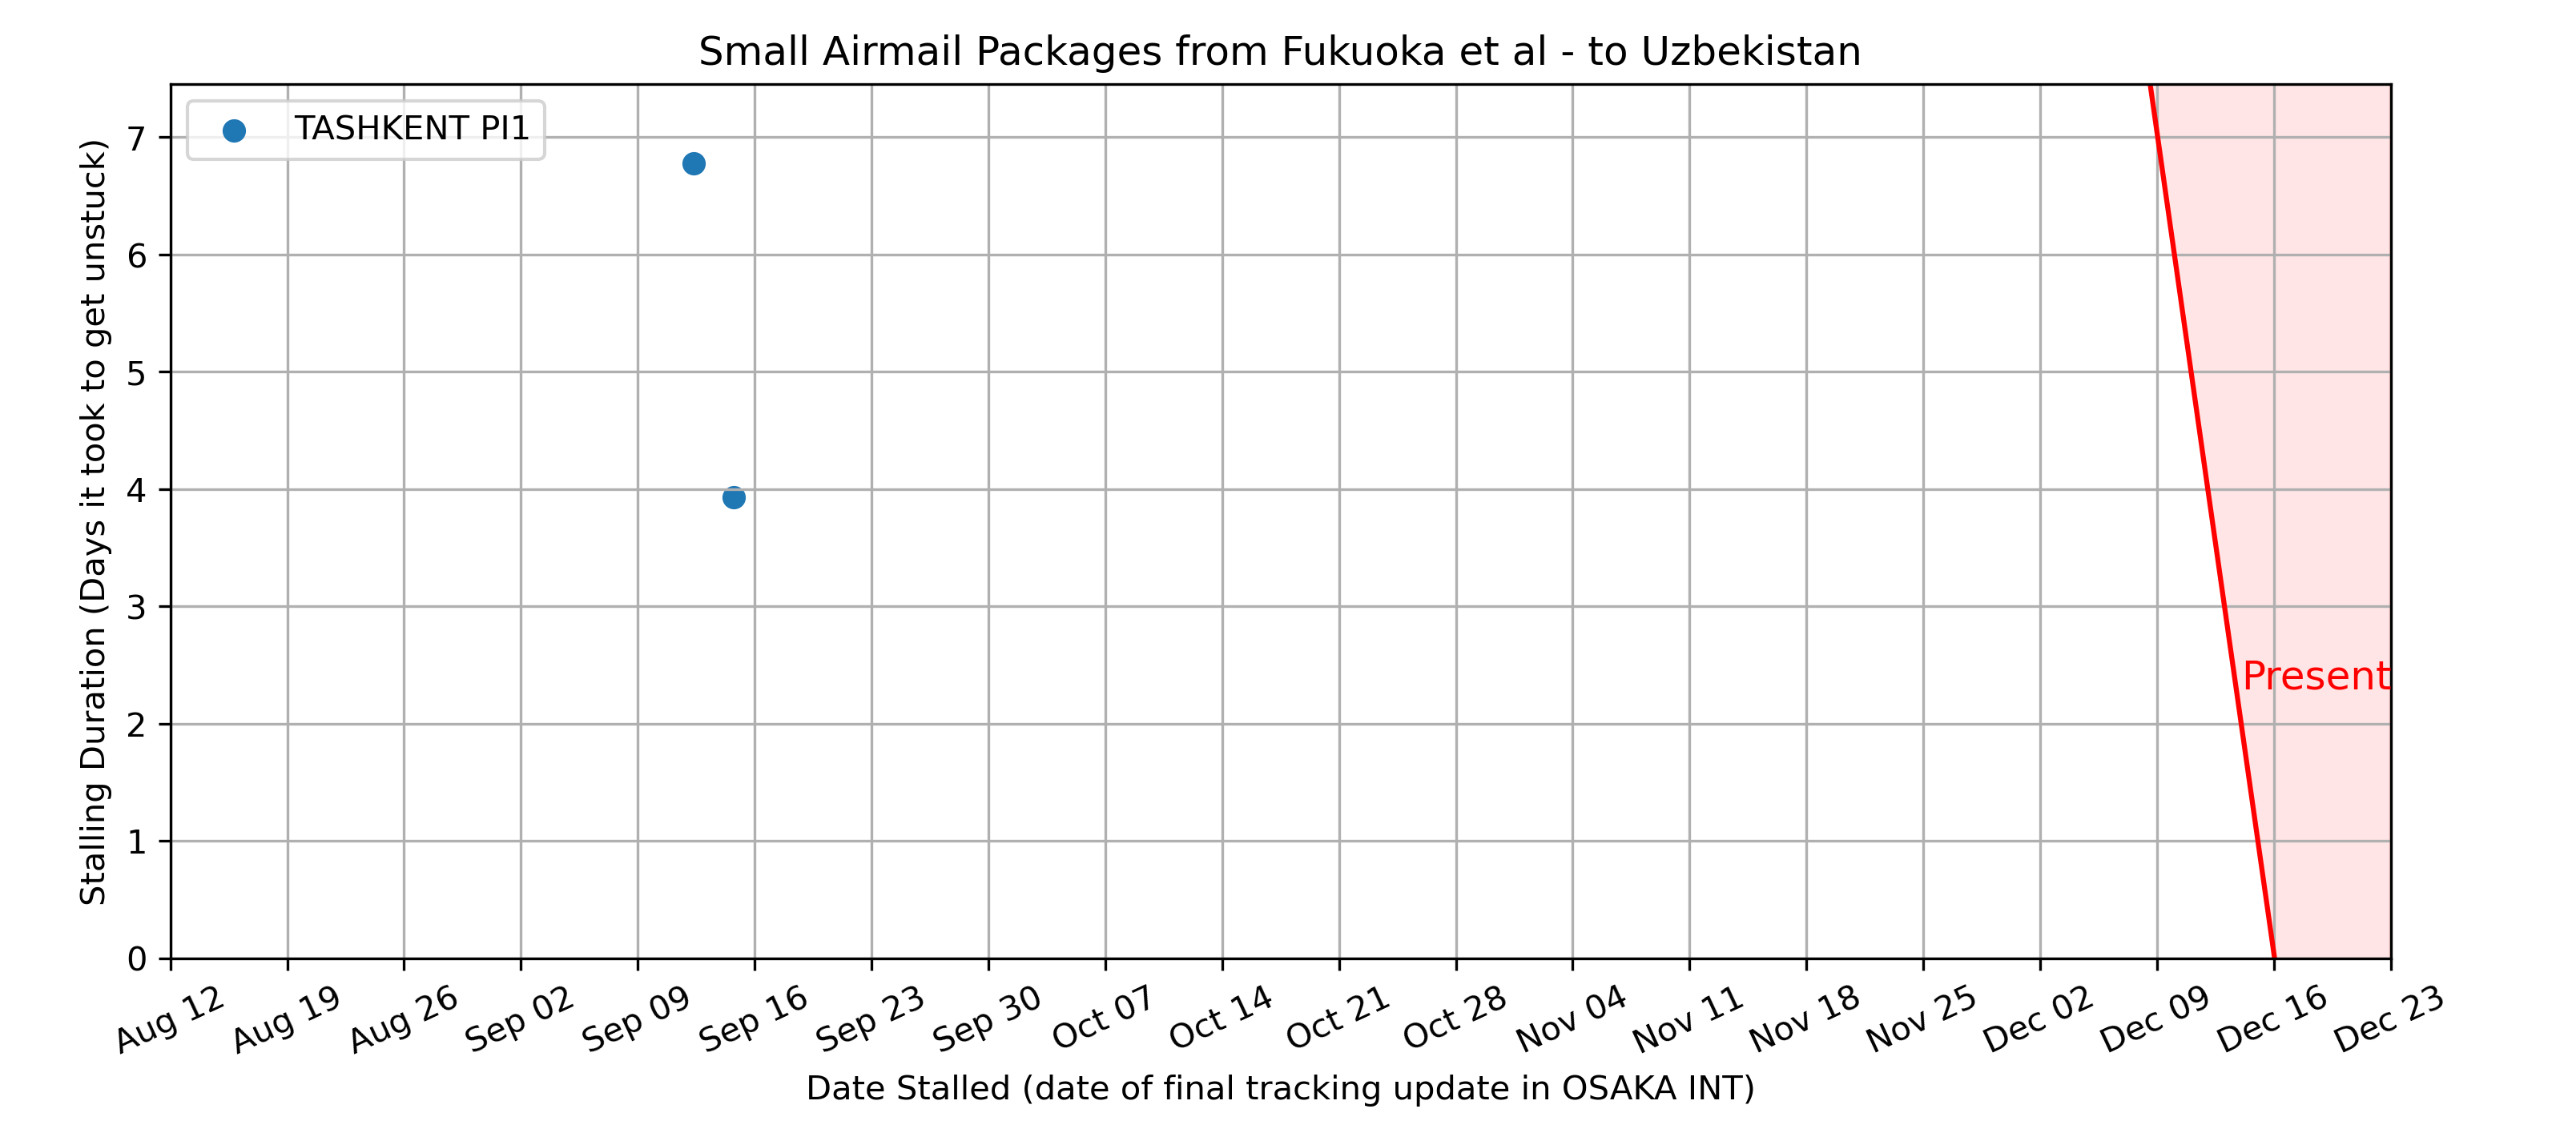 Small Airmail Packages from Fukuoka et al - to Uzbekistan
TASHKENT PI1
Stalling Duration (Days it took to get unstuck)
7
6
5
4
3
2
1
0
Present
Aug 12 Aug 19 Aug 26 Sep 02 Sep 09 Sep 16 Sep 23 Sep 30 Oct 07 Oct 14 Oct 21 Oct 28 Nov 04 Nov 11 Nov 18 Nov 25 Dec 02 Dec 09 Dec 16 Dec 23
Date Stalled (date of final tracking update in OSAKA INT)